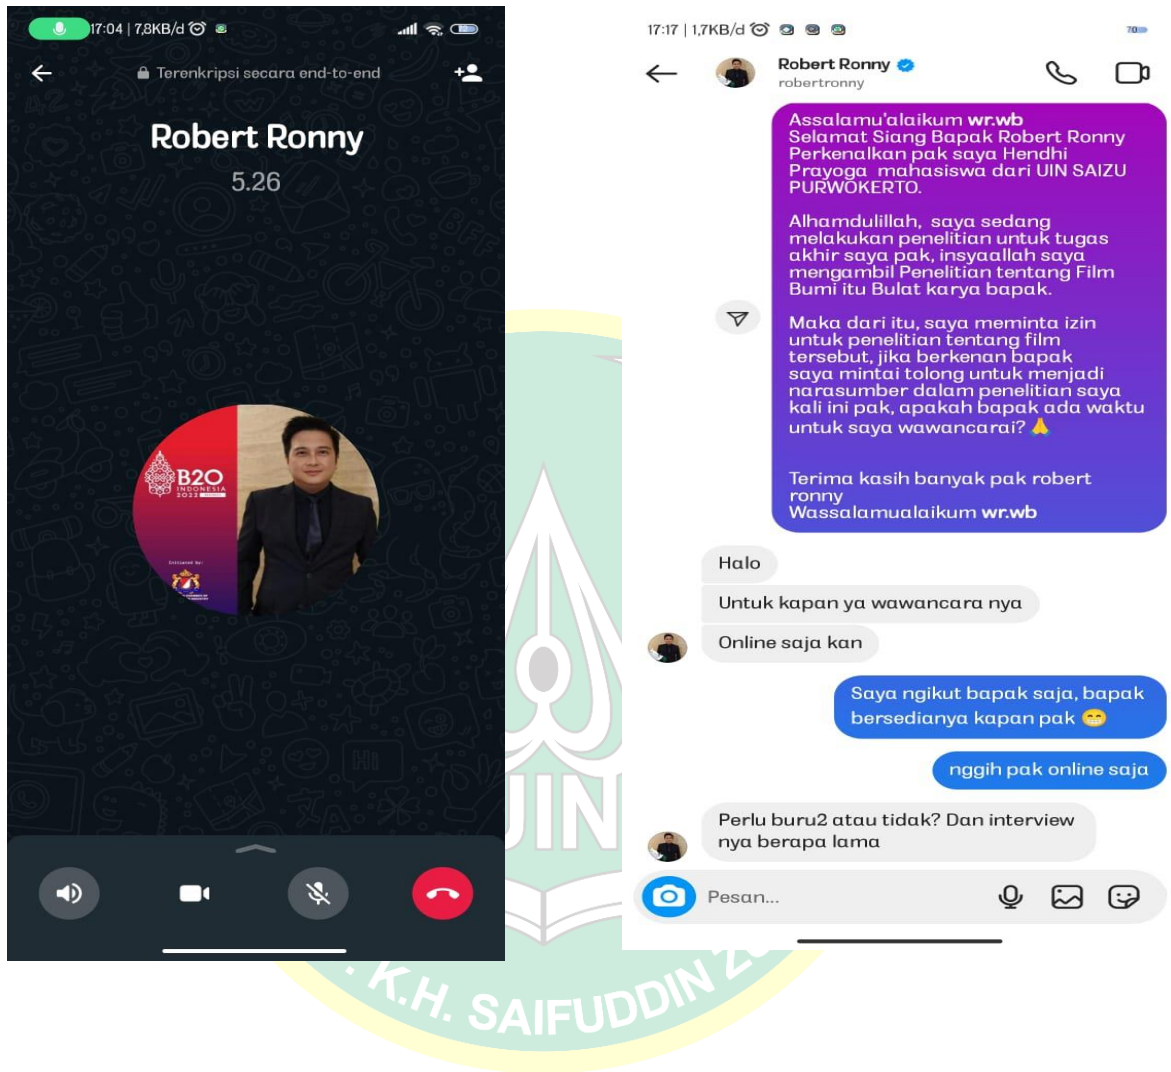 17:04 | 7,8KB/d
Terenkripsi secara end-to-end
Robert Ronny
5.26
B20
INDONESIA
2022
Initiated by:
17:17 | 1,7KB/d
70
Robert Ronny
robertronny
Assalamu'alaikum wr.wb
Selamat Siang Bapak Robert Ronny
Perkenalkan pak saya Hendhi
Prayoga mahasiswa dari UIN SAIZU
PURWOKERTO.
Alhamdulillah, saya sedang
melakukan penelitian untuk tugas
akhir saya pak, insyaallah saya
mengambil Penelitian tentang Film
Bumi itu Bulat karya bapak.
Maka dari itu, saya meminta izin
untuk penelitian tentang film
tersebut, jika berkenan bapak
saya mintai tolong untuk menjadi
narasumber dalam penelitian saya
kali ini pak, apakah bapak ada waktu
untuk saya wawancarai? 🙏
Terima kasih banyak pak robert
ronny
Wassalamualaikum wr.wb
Halo
Untuk kapan ya wawancara nya
Online saja kan
Saya ngikut bapak saja, bapak
bersedianya kapan pak 😁
nggih pak online saja
Perlu buru2 atau tidak? Dan interview
nya berapa lama
Pesan...
UIN
K.H. SAIFUDDIN